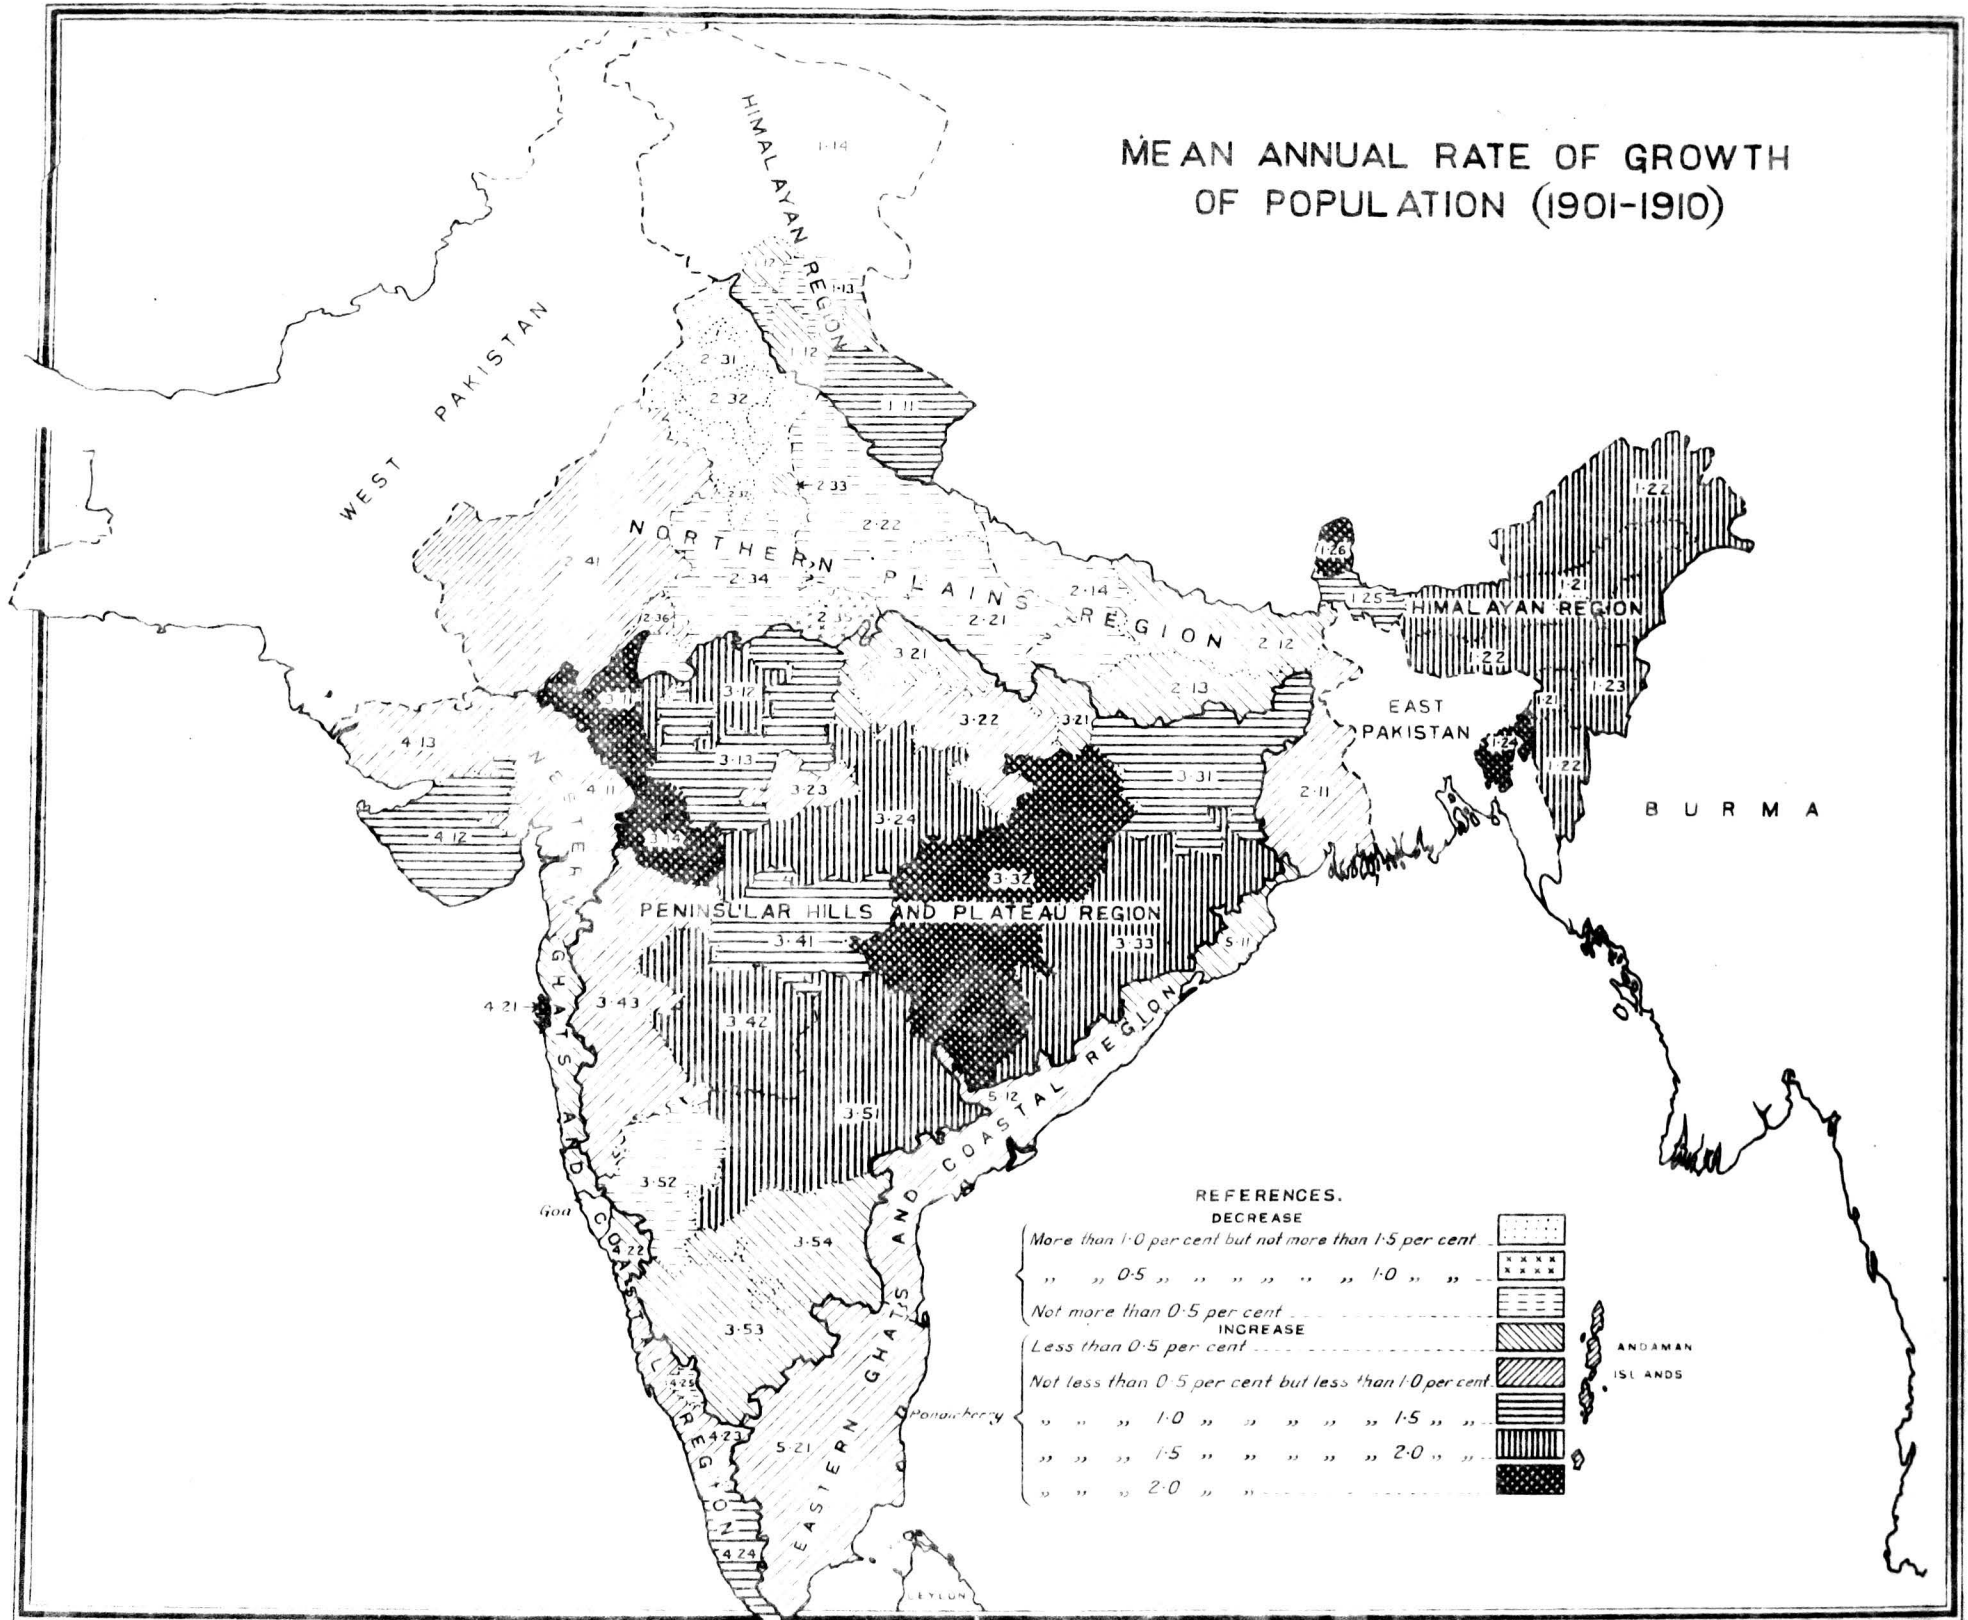 MEAN ANNUAL RATE OF GROWTH
OF POPULATION (1901-1910)
HIMALAYAN REGION
1·14
1·12
1·13
1·12
1·11
WEST PAKISTAN
2·31
2·32
2·32
2·33
2·22
NORTHERN PLAINS REGION
2·41
2·34
2·36
2·35
2·21
2·14
2·12
2·13
1·26
1·25
1·22
1·21
HIMALAYAN REGION
1·22
1·21
1·23
1·24
1·22
EAST
PAKISTAN
BURMA
3·21
3·22
3·21
3·11
3·12
3·13
3·14
3·23
3·24
3·31
2·11
4·13
4·11
4·12
WESTERN GHATS AND COASTAL REGION
3·32
PENINSULAR HILLS AND PLATEAU REGION
3·41
3·33
5·11
4·21
3·43
3·42
3·51
5·12
EASTERN GHATS AND COASTAL REGION
3·52
Goa
4·22
3·54
3·53
4·25
4·23
5·21
4·24
Pondicherry
CEYLON
REFERENCES.
DECREASE
More than 1·0 per cent but not more than 1·5 per cent
„ „ 0·5 „ „ „ „ „ „ 1·0 „ „
Not more than 0·5 per cent
INCREASE
Less than 0·5 per cent
Not less than 0·5 per cent but less than 1·0 per cent
„ „ „ 1·0 „ „ „ „ „ 1·5 „ „
„ „ „ 1·5 „ „ „ „ „ 2·0 „ „
„ „ „ 2·0 „ „
ANDAMAN
ISLANDS